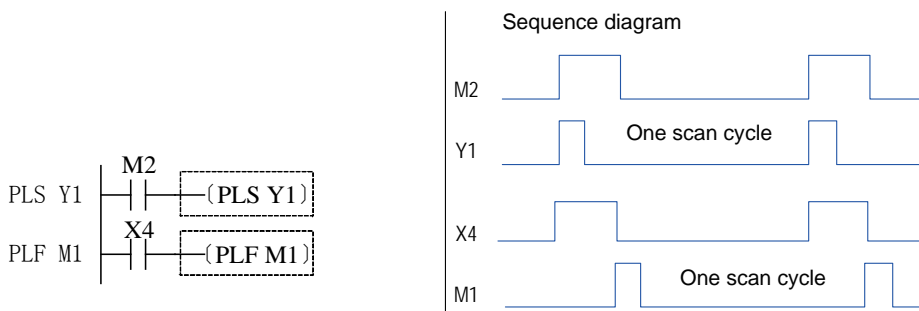 M2
PLS Y1 (PLS Y1)
X4
PLF M1 (PLF M1)
Sequence diagram
M2
Y1 One scan cycle
X4
M1 One scan cycle